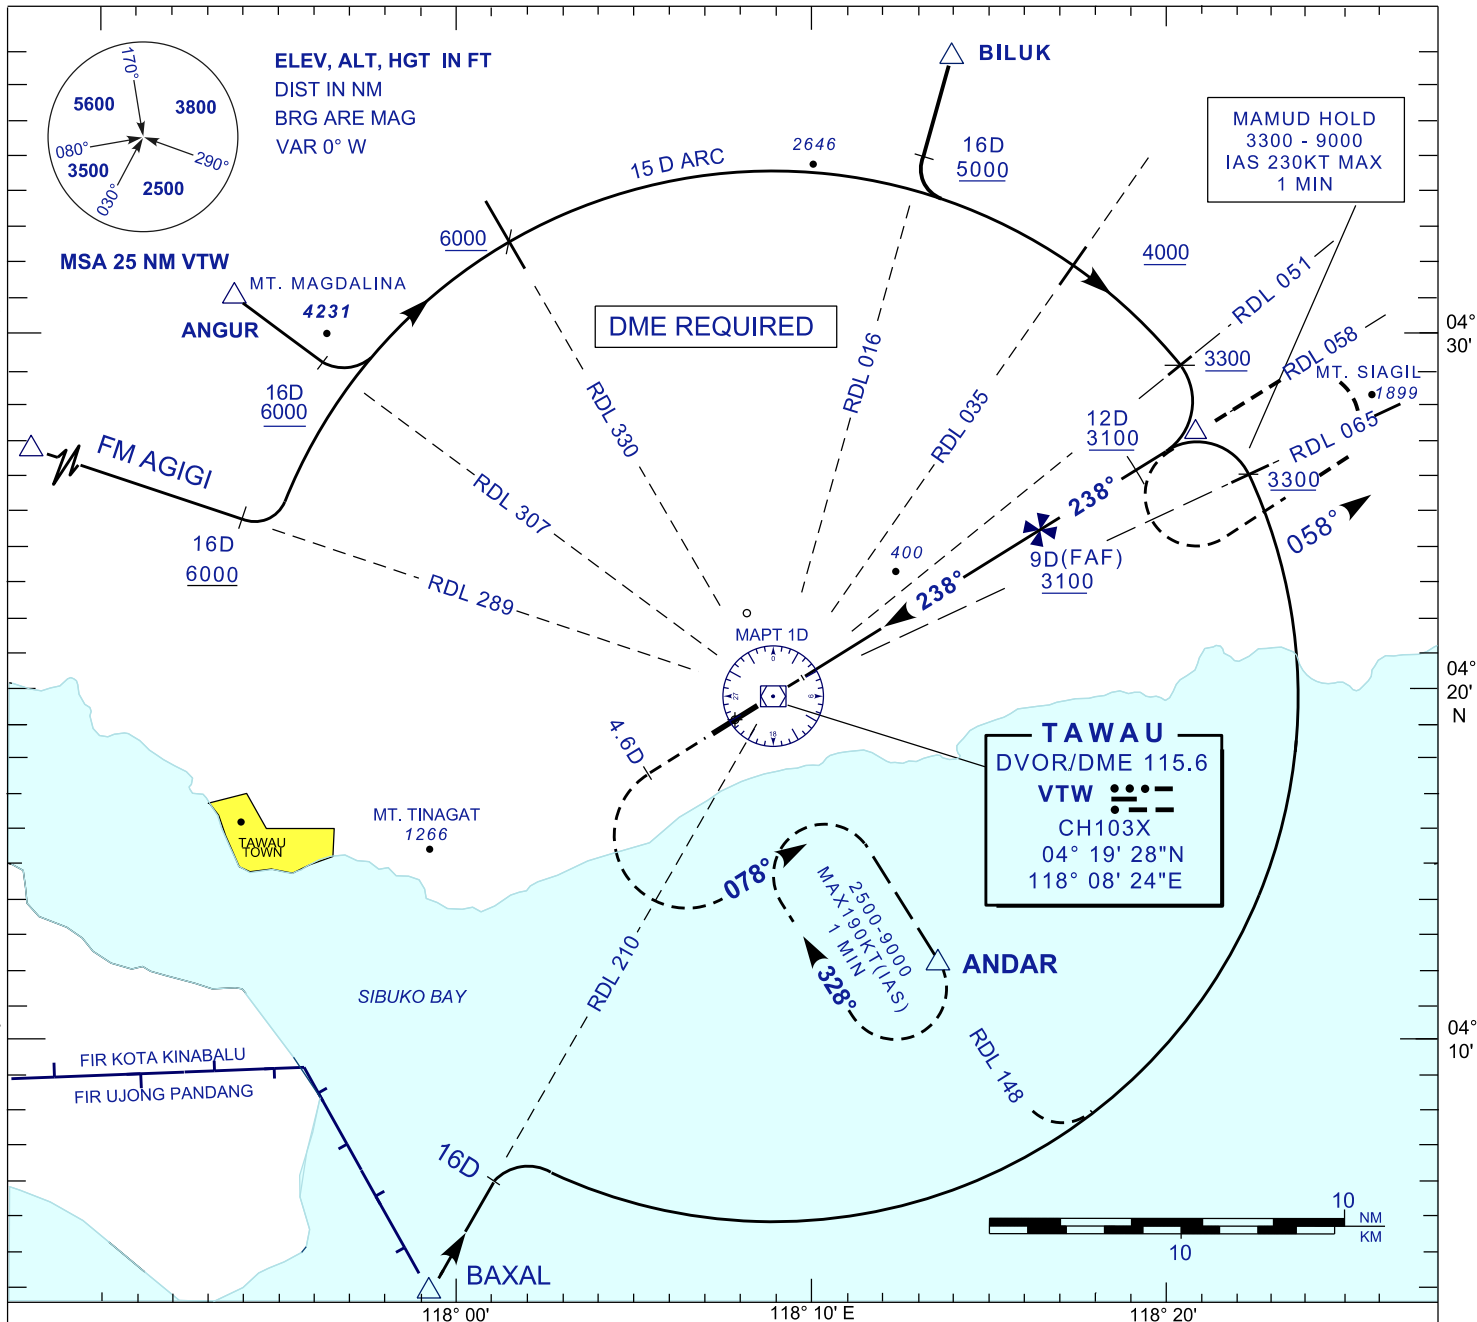 170°
5600
3800
080°
3500
290°
030°
2500
MSA 25 NM VTW
ELEV, ALT, HGT IN FT
DIST IN NM
BRG ARE MAG
VAR 0° W
BILUK
16D
5000
2646
15 D ARC
MAMUD HOLD
3300 - 9000
IAS 230KT MAX
1 MIN
6000
4000
MT. MAGDALINA
4231
ANGUR
16D
6000
DME REQUIRED
RDL 051
RDL 058
MT. SIAGIL
1899
RDL 065
3300
3300
04°
30'
FM AGIGI
16D
6000
RDL 330
RDL 016
RDL 035
RDL 307
RDL 289
12D
3100
238°
058°
9D(FAF)
3100
400
238°
MAPT 1D
0
9
18
27
04°
20'
N
4.6D
TAWAU
DVOR/DME 115.6
VTW
CH103X
04° 19' 28"N
118° 08' 24"E
MT. TINAGAT
1266
TAWAU
TOWN
078°
2500-9000
MAX190KT(IAS)
1 MIN
328°
ANDAR
RDL 210
SIBUKO BAY
RDL 148
04°
10'
FIR KOTA KINABALU
FIR UJONG PANDANG
16D
BAXAL
10
NM
KM
10
118° 00'
118° 10' E
118° 20'